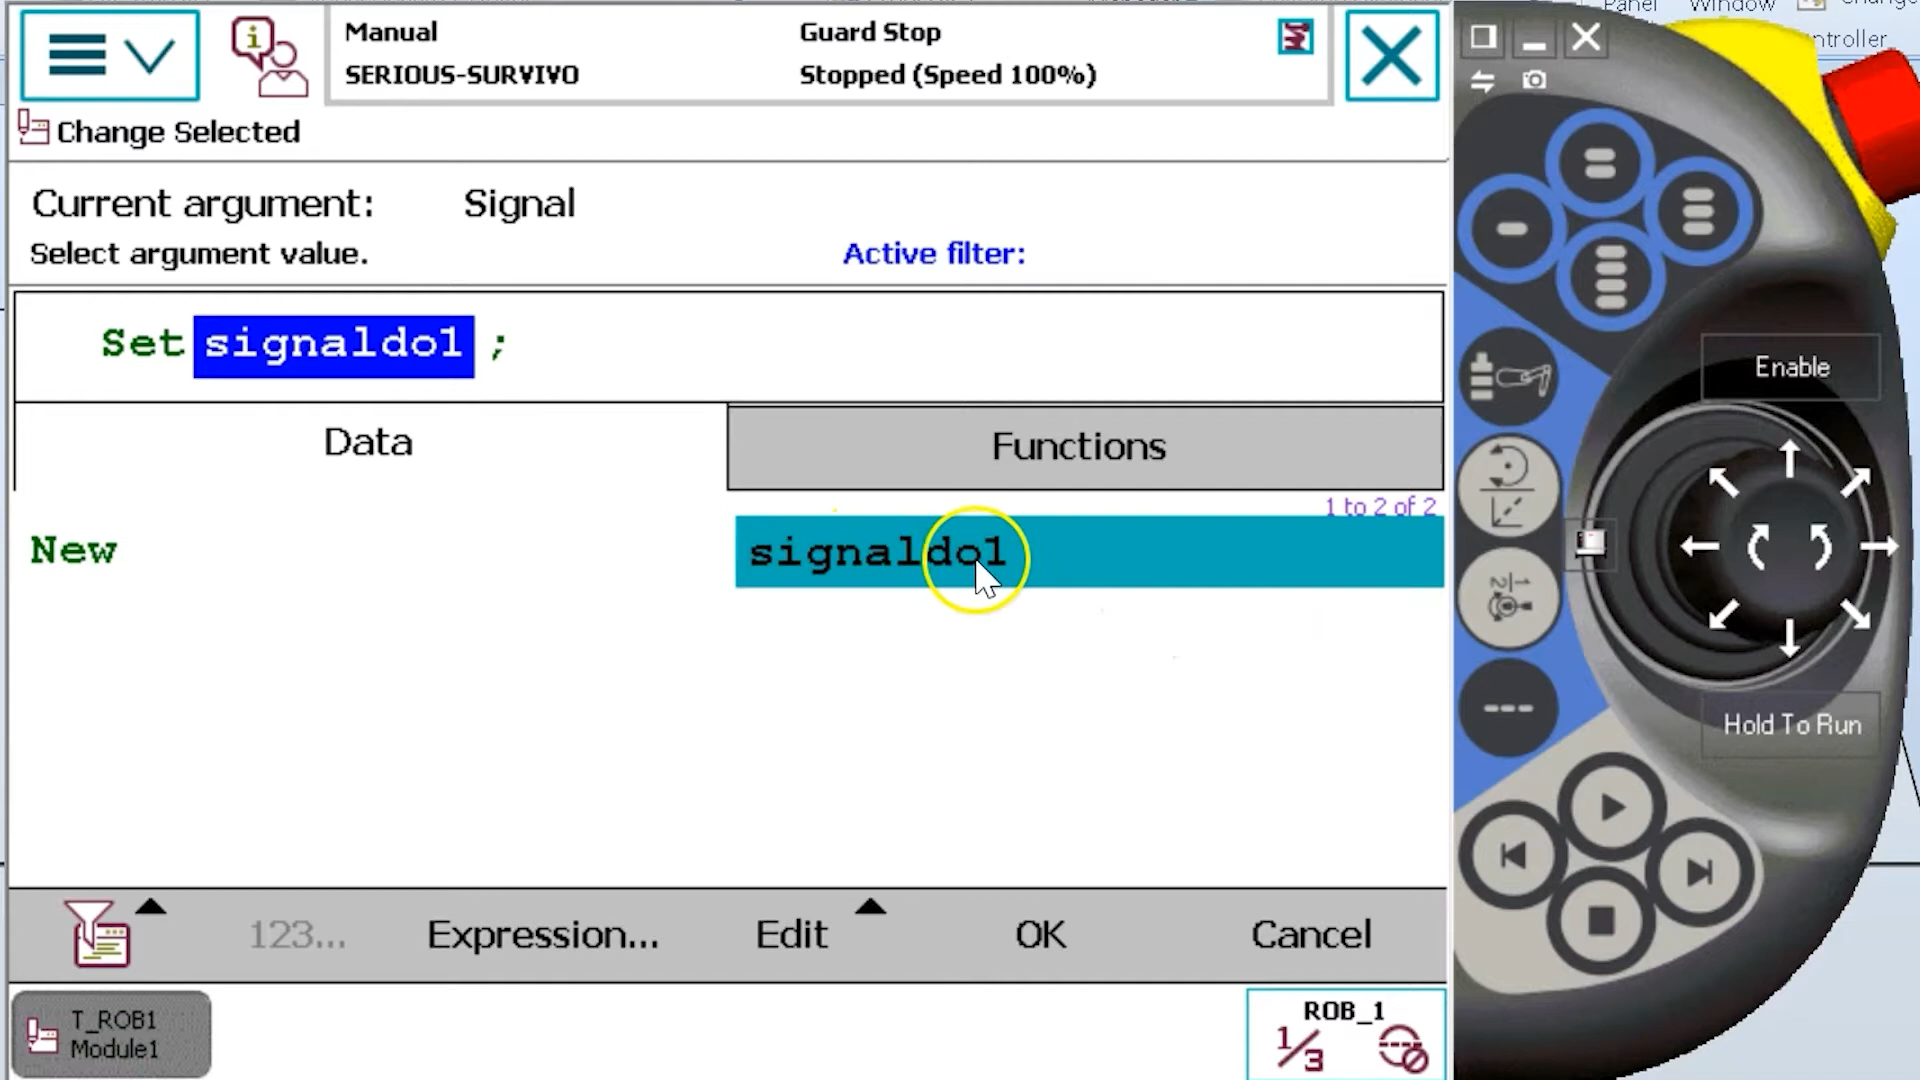 Panel Window
Manual Guard Stop
SERIOUS-SURVIVO Stopped (Speed 100%)
ntroller
Change Selected
Current argument: Signal
Select argument value. Active filter:
Set signaldo1 ;
Enable
Data Functions
1 to 2 of 2
New signaldo1
Hold To Run
123... Expression... Edit OK Cancel
T_ROB1
Module1
ROB_1
1/3